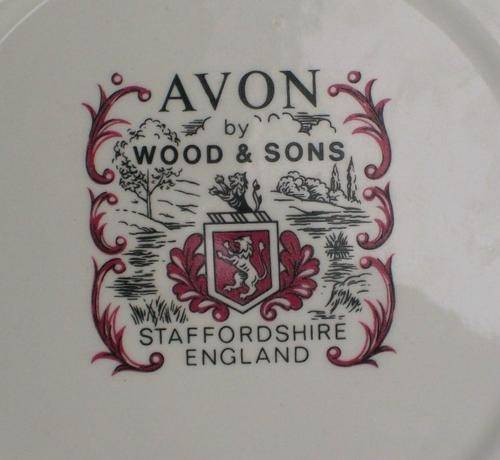 AVON
by
WOOD & SONS
STAFFORDSHIRE
ENGLAND